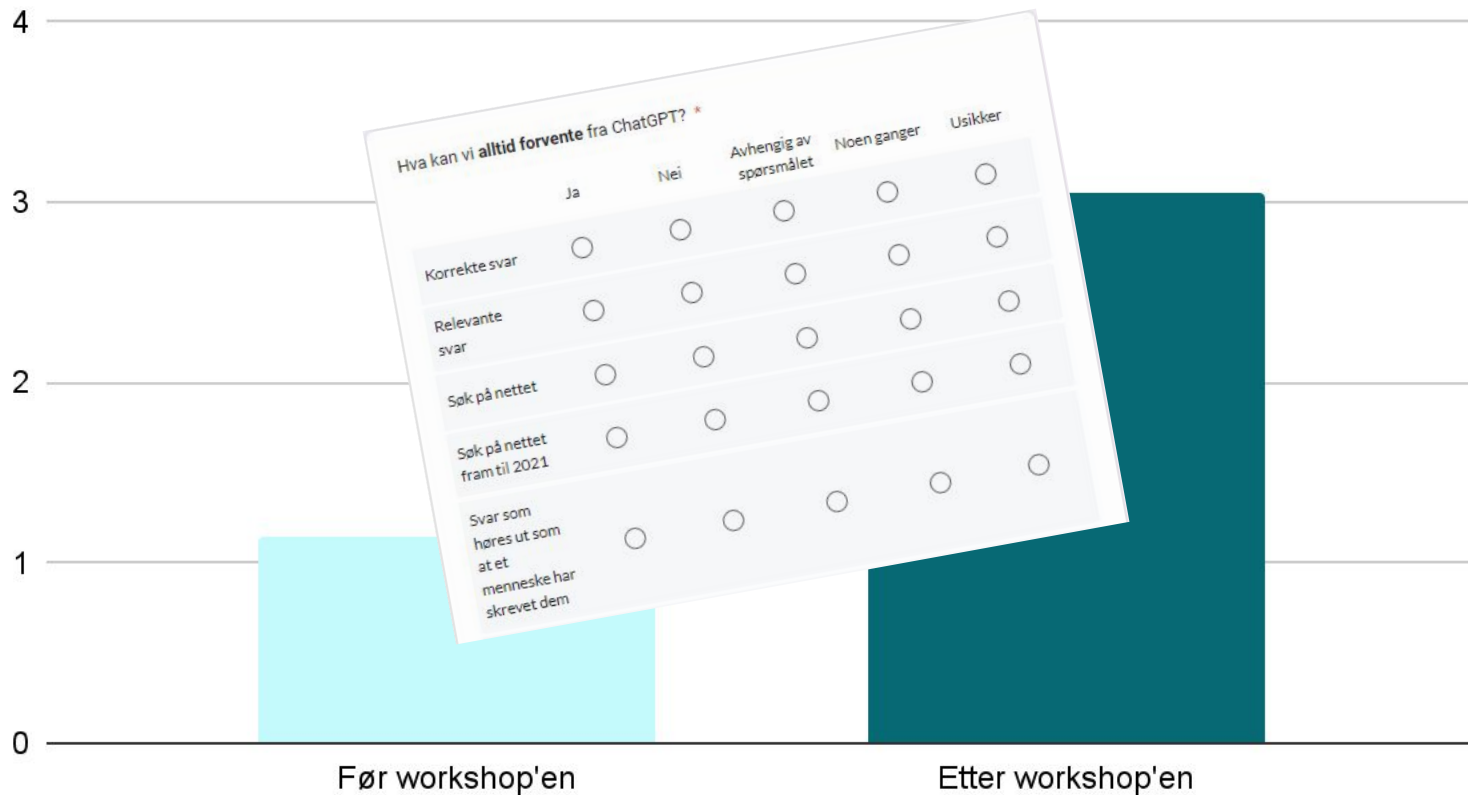 4
3
2
1
0
Hva kan vi alltid forvente fra ChatGPT? *
Ja
Nei
Avhengig av
spørsmålet
Noen ganger
Usikker
Korrekte svar
Relevante
svar
Søk på nettet
Søk på nettet
fram til 2021
Svar som
høres ut som
at et
menneske har
skrevet dem
Før workshop'en
Etter workshop'en